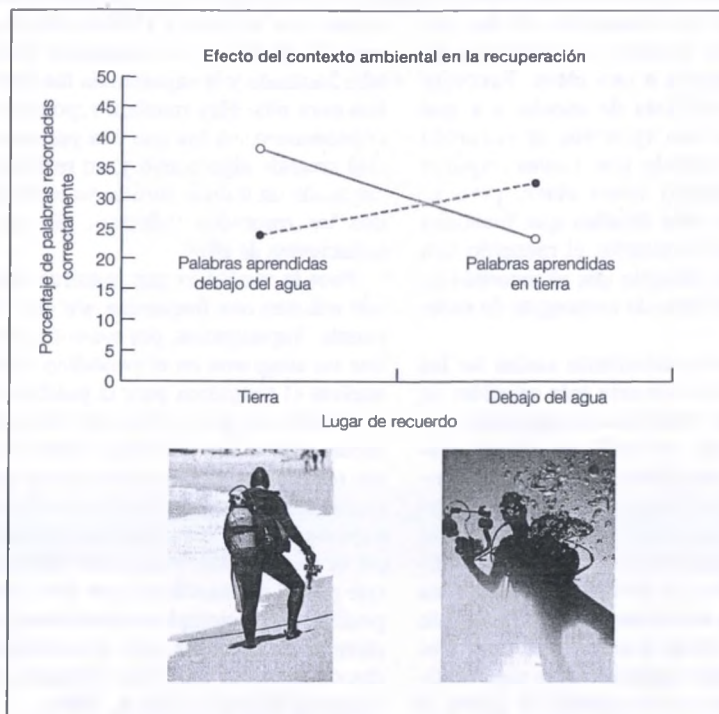 Efecto del contexto ambiental en la recuperación
Porcentaje de palabras recordadas
correctamente
50
45
40
35
30
25
20
15
10
5
0
Palabras aprendidas
debajo del agua
Palabras aprendidas
en tierra
Tierra
Debajo del agua
Lugar de recuerdo